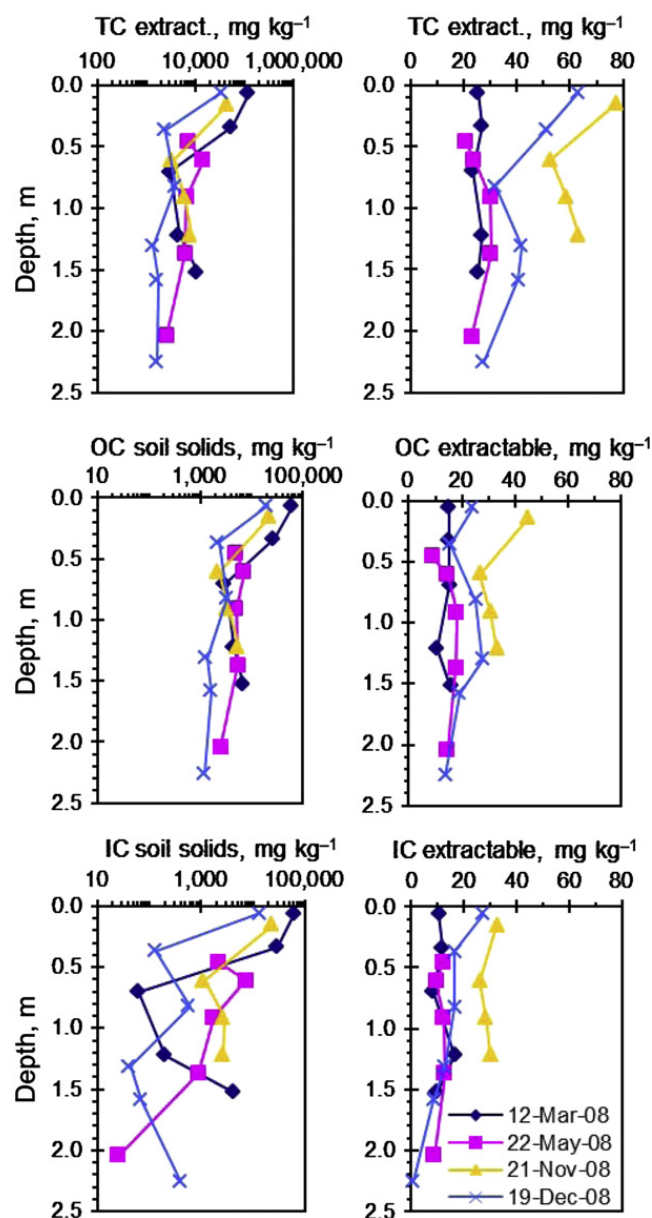 TC extract., mg kg⁻¹ TC extract., mg kg⁻¹
100 10,000 1,000,000 0 20 40 60 80
0.0 0.0
0.5 0.5
1.0 1.0
1.5 1.5
2.0 2.0
2.5 2.5
Depth, m
OC soil solids, mg kg⁻¹ OC extractable, mg kg⁻¹
10 1,000 100,000 0 20 40 60 80
0.0 0.0
0.5 0.5
1.0 1.0
1.5 1.5
2.0 2.0
2.5 2.5
Depth, m
IC soil solids, mg kg⁻¹ IC extractable, mg kg⁻¹
10 1,000 100,000 0 20 40 60 80
0.0 0.0
0.5 0.5
1.0 1.0
1.5 1.5
2.0 2.0
2.5 2.5
Depth, m
12-Mar-08
22-May-08
21-Nov-08
19-Dec-08